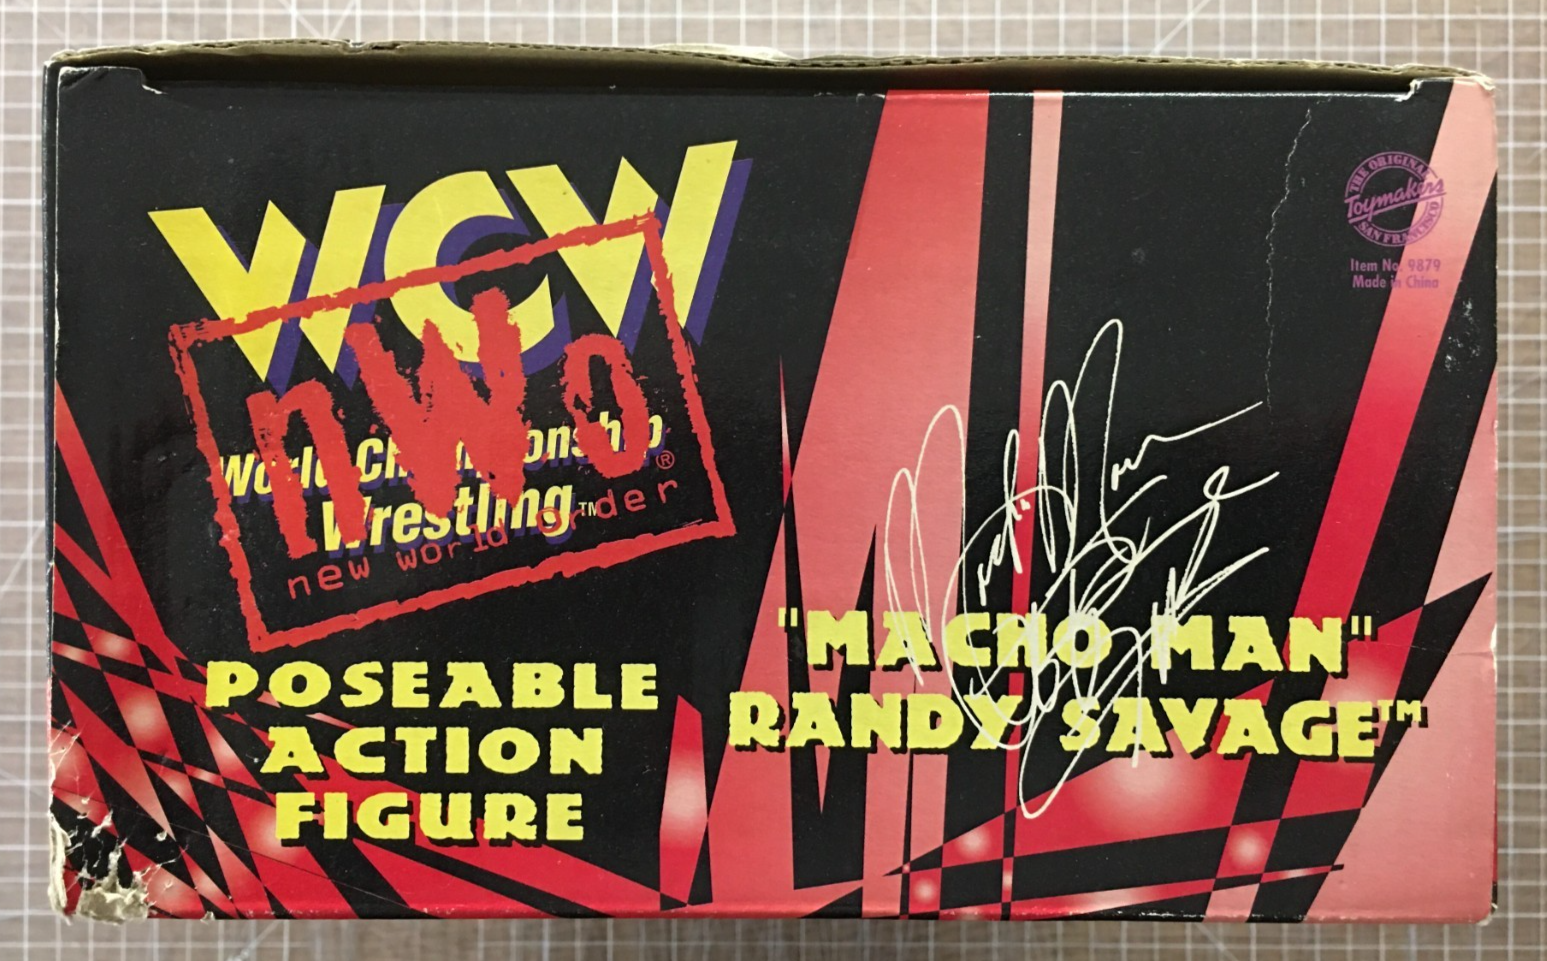 WCW
nWo
World Championship
Wrestling™
new world order®
POSEABLE
ACTION
FIGURE
"MACHO MAN"
RANDY SAVAGE™
THE ORIGINAL
Toymakers
SAN FRANCISCO
Item No. 9879
Made in China